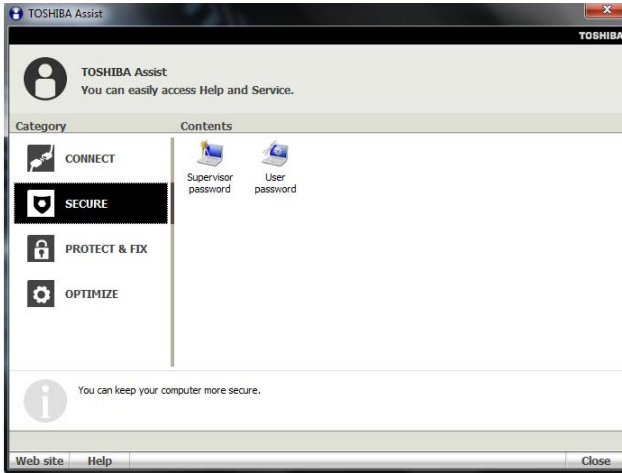 TOSHIBA Assist
TOSHIBA
TOSHIBA Assist
You can easily access Help and Service.
Category
Contents
CONNECT
SECURE
PROTECT & FIX
OPTIMIZE
Supervisor
password
User
password
You can keep your computer more secure.
Web site
Help
Close